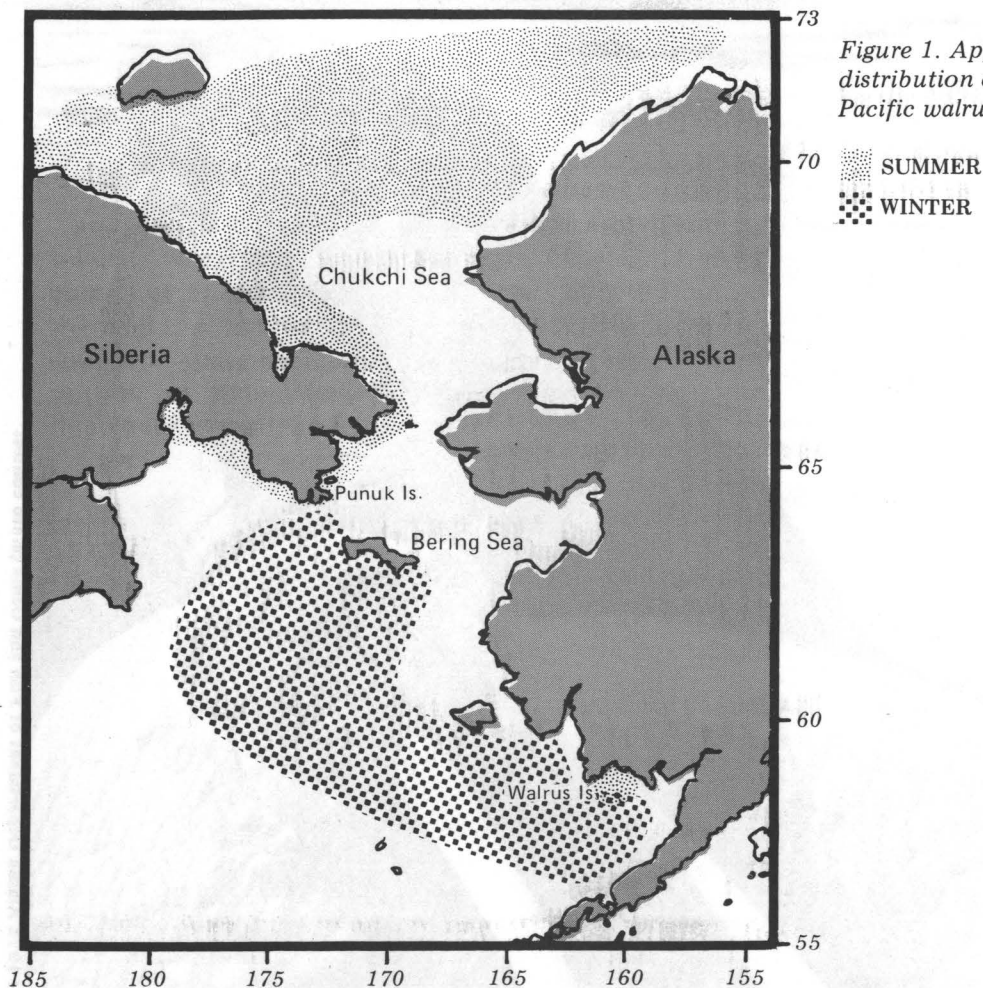 73
Figure 1. Ap
distribution
Pacific walru
70
SUMMER
WINTER
Chukchi Sea
Siberia
Alaska
65
Punuk Is.
Bering Sea
60
Walrus Is.
55
185 180 175 170 165 160 155